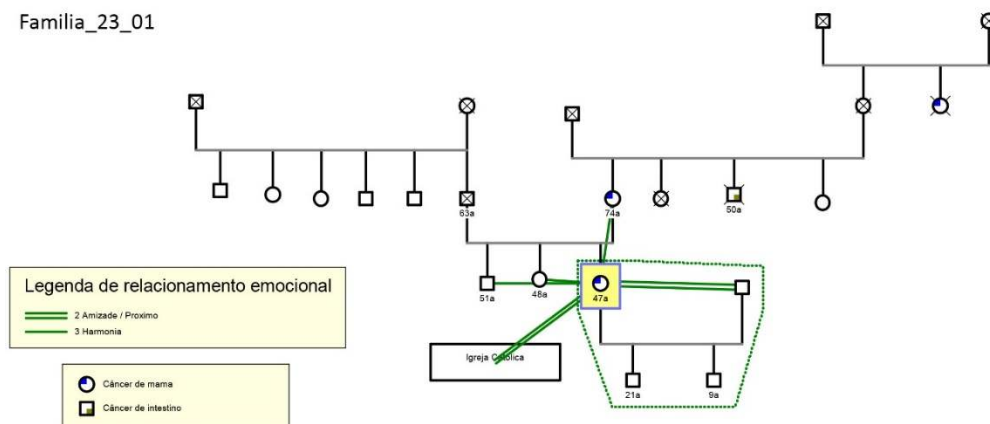 Familia_23_01
63a
74a
50a
51a
48a
47a
Legenda de relacionamento emocional
2 Amizade / Proximo
3 Harmonia
Igreja Católica
21a
9a
Câncer de mama
Câncer de intestino